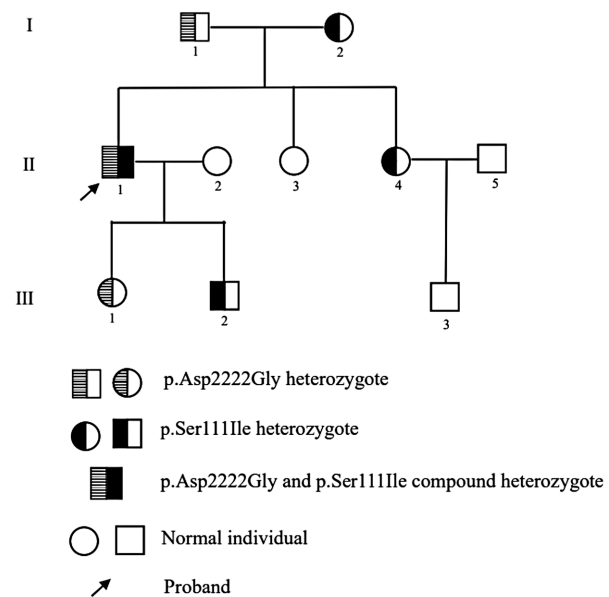 I
1
2
II
1
2
3
4
5
III
1
2
3
p.Asp2222Gly heterozygote
p.Ser111Ile heterozygote
p.Asp2222Gly and p.Ser111Ile compound heterozygote
Normal individual
Proband